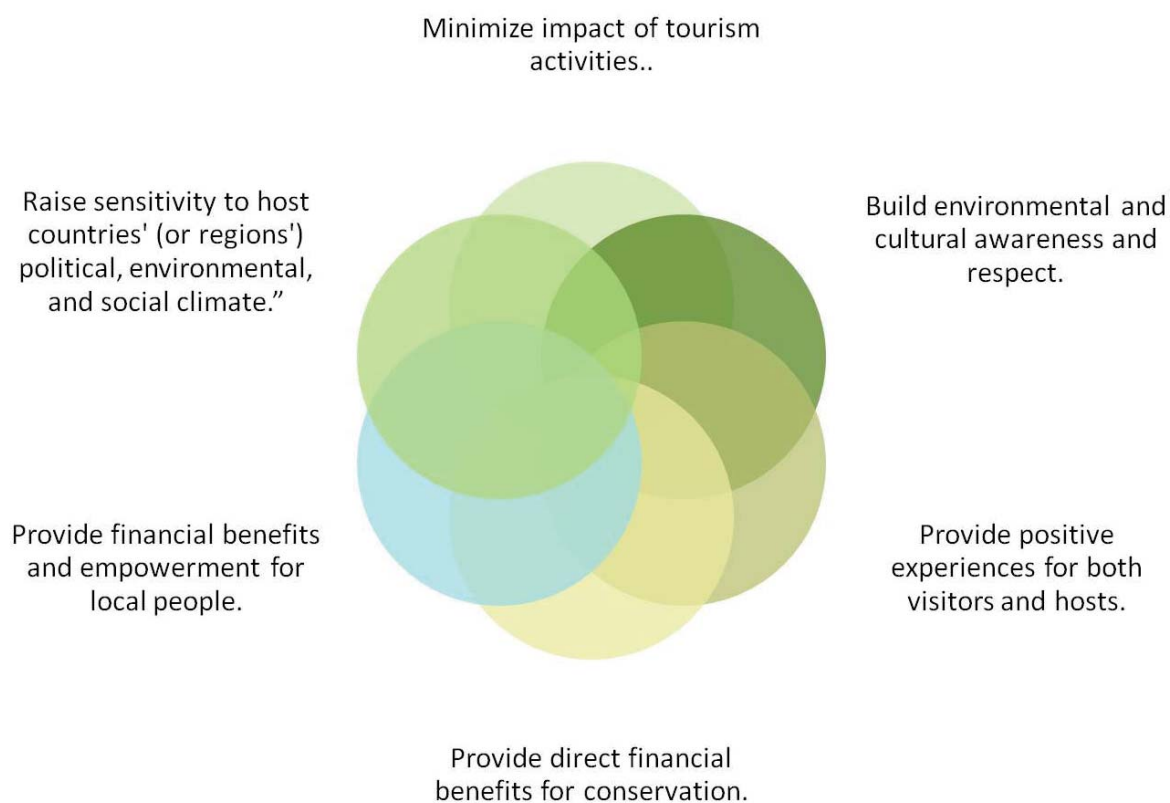 Minimize impact of tourism
activities..
Build environmental and
cultural awareness and
respect.
Provide positive
experiences for both
visitors and hosts.
Provide direct financial
benefits for conservation.
Provide financial benefits
and empowerment for
local people.
Raise sensitivity to host
countries' (or regions')
political, environmental,
and social climate.”